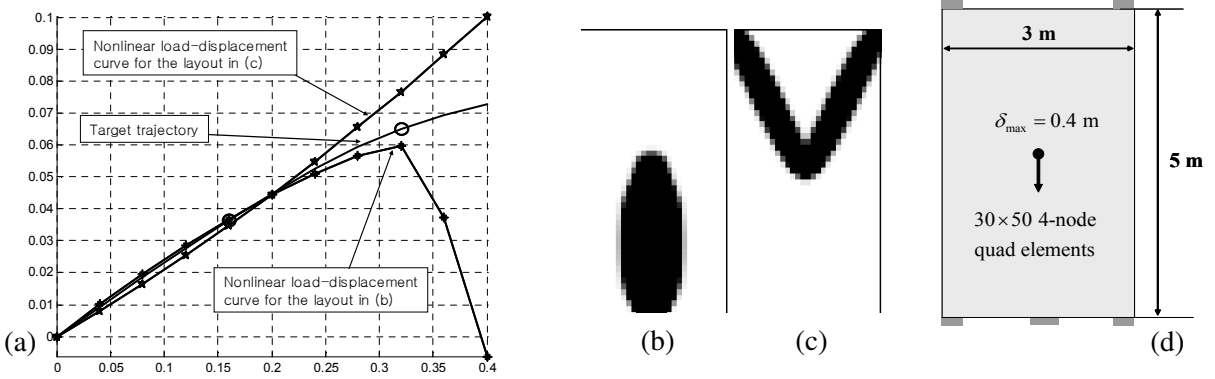 0.1
0.09
0.08
0.07
0.06
0.05
0.04
0.03
0.02
0.01
0
0
0.05
0.1
0.15
0.2
0.25
0.3
0.35
0.4
Nonlinear load-displacement
curve for the layout in (c)
Target trajectory
Nonlinear load-displacement
curve for the layout in (b)
(a)
(b)
(c)
3 m
δmax = 0.4 m
5 m
30×50 4-node
quad elements
(d)